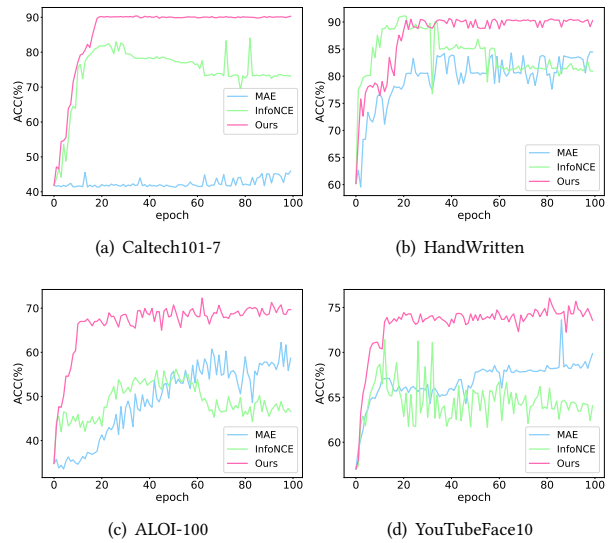 90
80
70
60
50
40
ACC(%)
0 20 40 60 80 100
epoch
MAE
InfoNCE
Ours
(a) Caltech101-7
90
85
80
75
70
65
60
ACC(%)
0 20 40 60 80 100
epoch
MAE
InfoNCE
Ours
(b) HandWritten
70
60
50
40
ACC(%)
0 20 40 60 80 100
epoch
MAE
InfoNCE
Ours
(c) ALOI-100
75
70
65
60
ACC(%)
0 20 40 60 80 100
epoch
MAE
InfoNCE
Ours
(d) YouTubeFace10